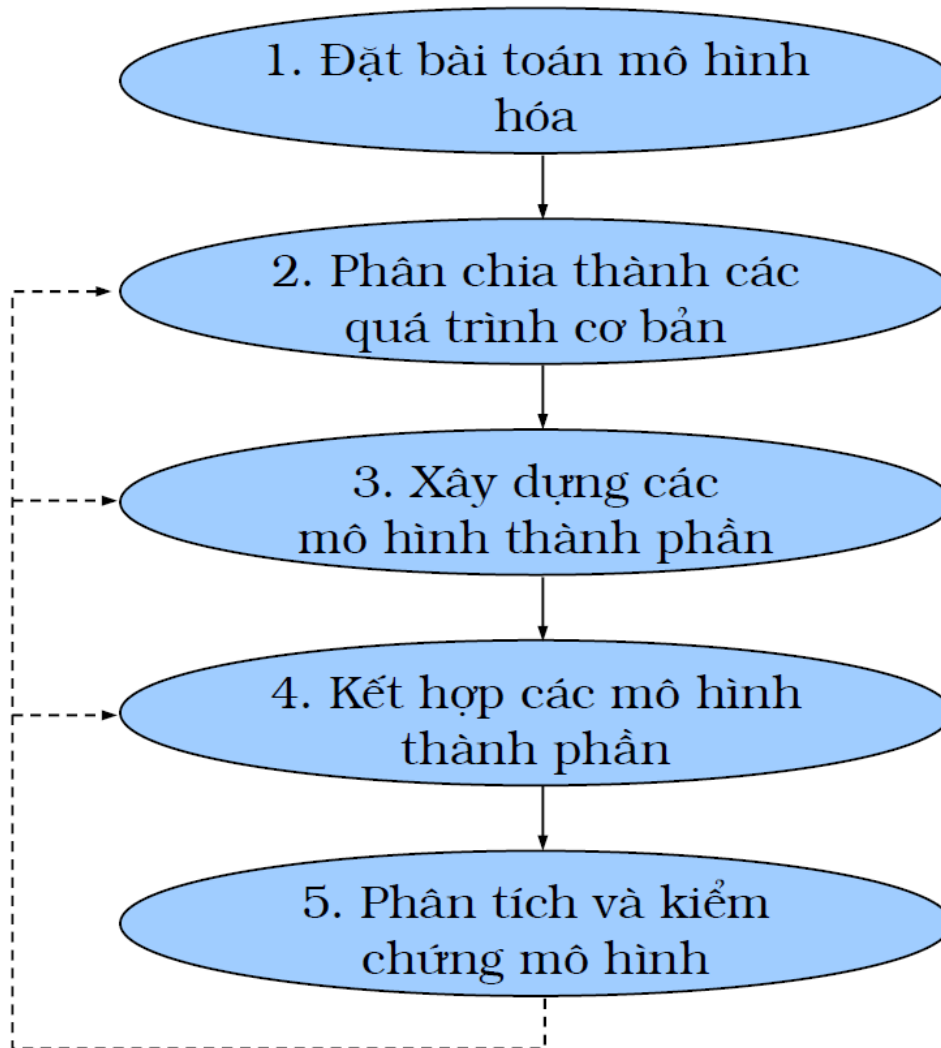 1. Đặt bài toán mô hình
hóa
2. Phân chia thành các
quá trình cơ bản
3. Xây dựng các
mô hình thành phần
4. Kết hợp các mô hình
thành phần
5. Phân tích và kiểm
chứng mô hình